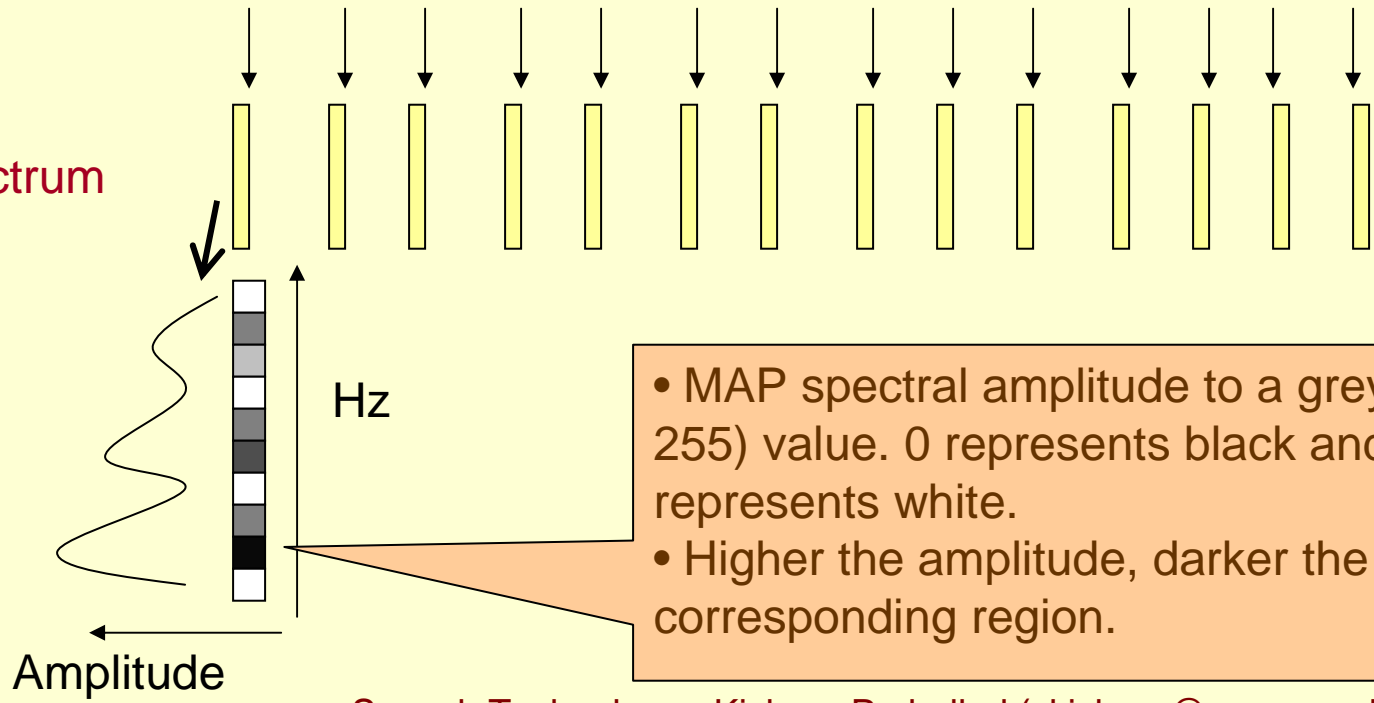 ctrum
Hz
• MAP spectral amplitude to a grey
255) value. 0 represents black and
represents white.
• Higher the amplitude, darker the
corresponding region.
Amplitude